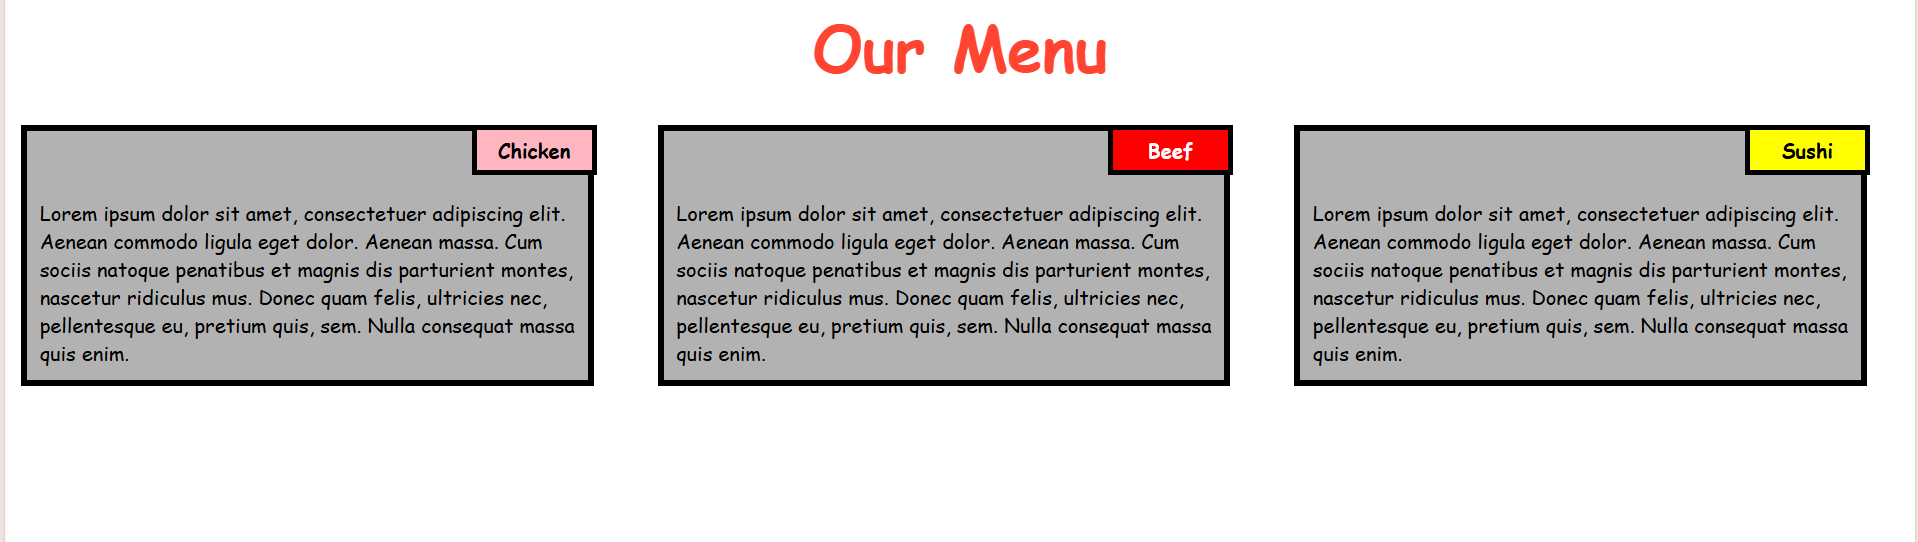 Our Menu
Chicken
Lorem ipsum dolor sit amet, consectetuer adipiscing elit.
Aenean commodo ligula eget dolor. Aenean massa. Cum
sociis natoque penatibus et magnis dis parturient montes,
nascetur ridiculus mus. Donec quam felis, ultricies nec,
pellentesque eu, pretium quis, sem. Nulla consequat massa
quis enim.
Beef
Lorem ipsum dolor sit amet, consectetuer adipiscing elit.
Aenean commodo ligula eget dolor. Aenean massa. Cum
sociis natoque penatibus et magnis dis parturient montes,
nascetur ridiculus mus. Donec quam felis, ultricies nec,
pellentesque eu, pretium quis, sem. Nulla consequat massa
quis enim.
Sushi
Lorem ipsum dolor sit amet, consectetuer adipiscing elit.
Aenean commodo ligula eget dolor. Aenean massa. Cum
sociis natoque penatibus et magnis dis parturient montes,
nascetur ridiculus mus. Donec quam felis, ultricies nec,
pellentesque eu, pretium quis, sem. Nulla consequat massa
quis enim.